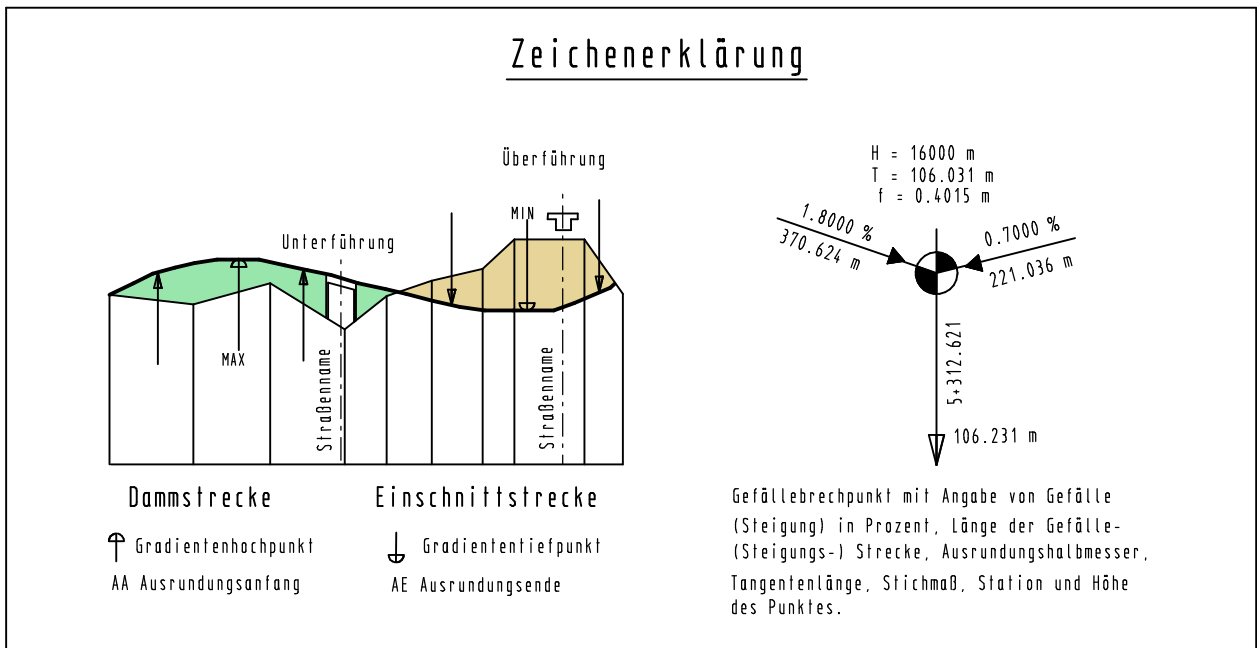 Zeichenerklärung
Überführung
MIN
Unterführung
MAX
Straßenname
Straßenname
Dammstrecke
Einschnittstrecke
Gradientenhochpunkt
Gradiententiefpunkt
AA Ausrundungsanfang
AE Ausrundungsende
H = 16000 m
T = 106.031 m
f = 0.4015 m
1.8000 %
370.624 m
0.7000 %
221.036 m
5+312.621
106.231 m
Gefällebrechpunkt mit Angabe von Gefälle
(Steigung) in Prozent, Länge der Gefälle-
(Steigungs-) Strecke, Ausrundungshalbmesser,
Tangentenlänge, Stichmaß, Station und Höhe
des Punktes.